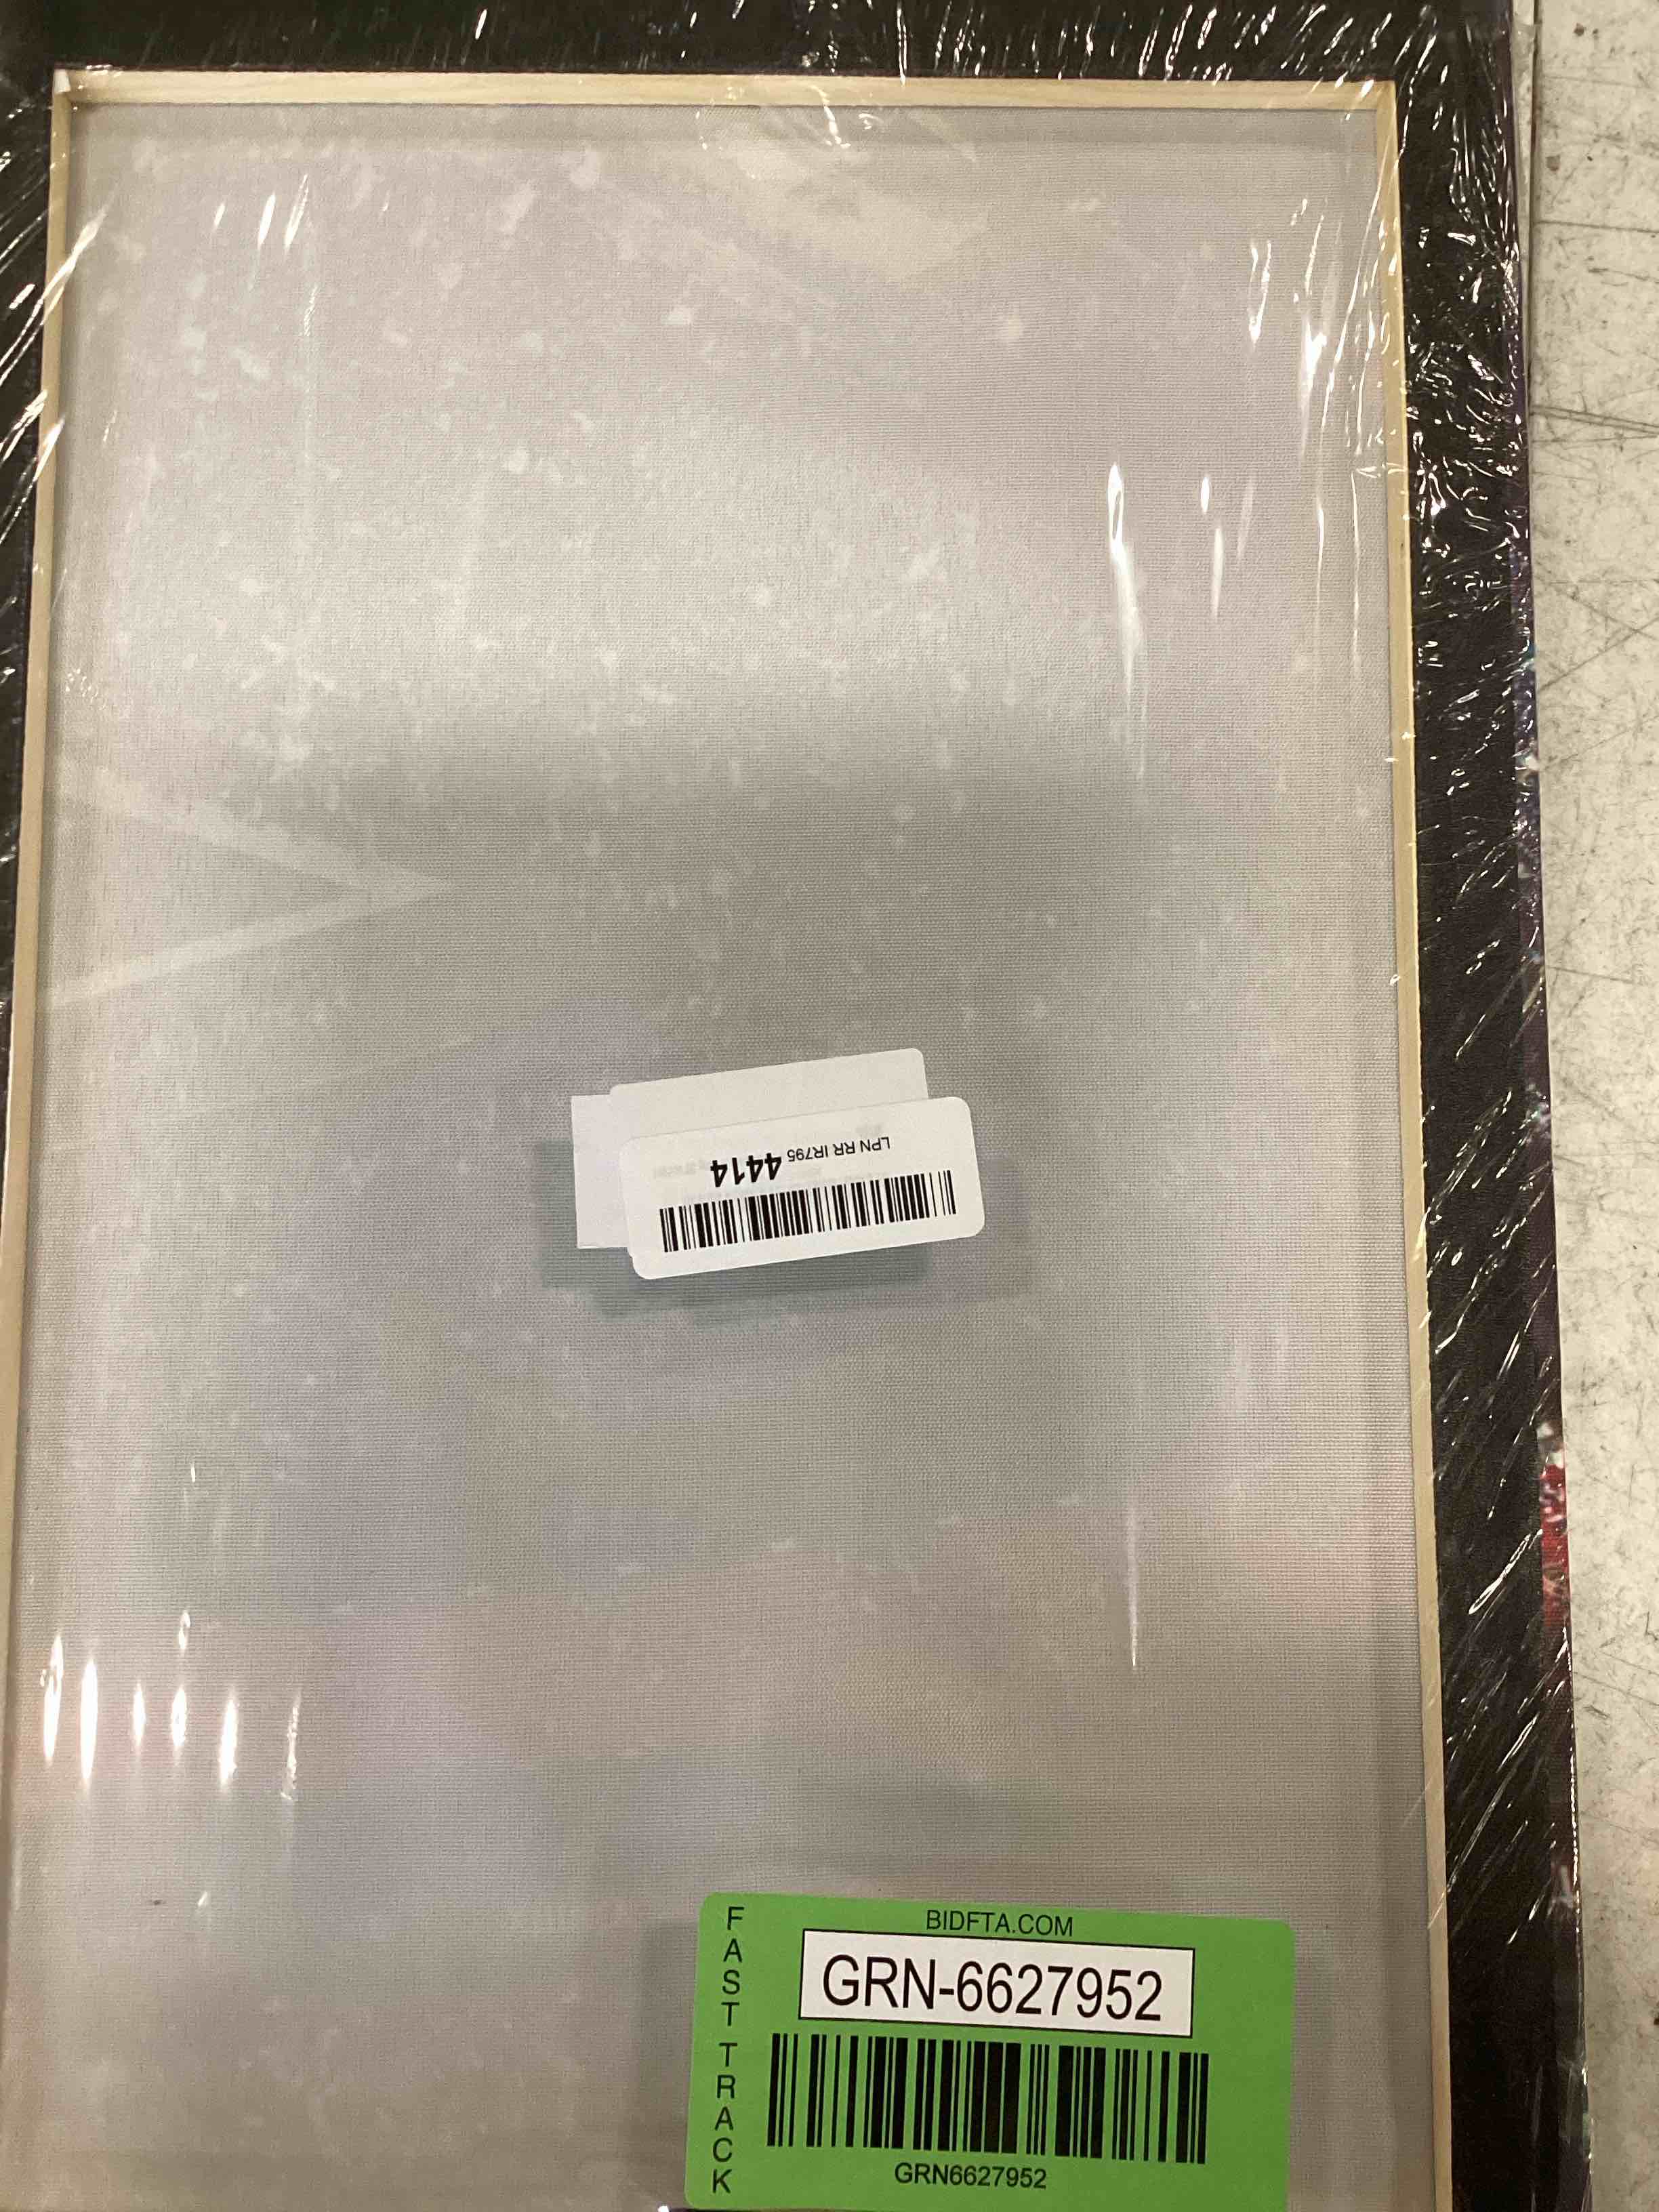 LPN RR IR795 4414
FAST TRACK
BIDFTA.COM
GRN-6627952
GRN6627952